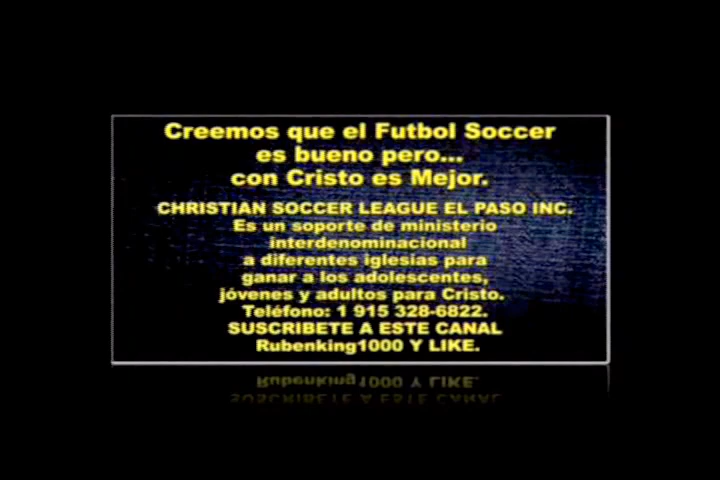 Creemos que el Futbol Soccer
es bueno pero...
con Cristo es Mejor.
CHRISTIAN SOCCER LEAGUE EL PASO INC.
Es un soporte de ministerio
interdenominacional
a diferentes iglesias para
ganar a los adolescentes,
jóvenes y adultos para Cristo.
Teléfono: 1 915 328-6822.
SUSCRIBETE A ESTE CANAL
Rubenking1000 Y LIKE.